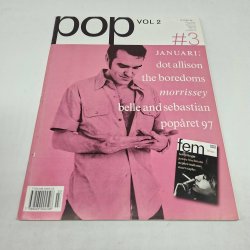 pop VOL 2
#3
JANUARI:
dot allison
the boredoms
morrissey
belle and sebastian
popåret 97
fem